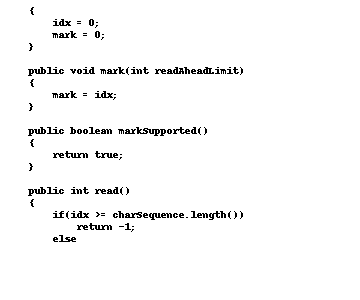 {
    idx = 0;
    mark = 0;
}
public void mark(int readAheadLimit)
{
    mark = idx;
}
public boolean markSupported()
{
    return true;
}
public int read()
{
    if(idx >= charSequence.length())
        return -1;
    else